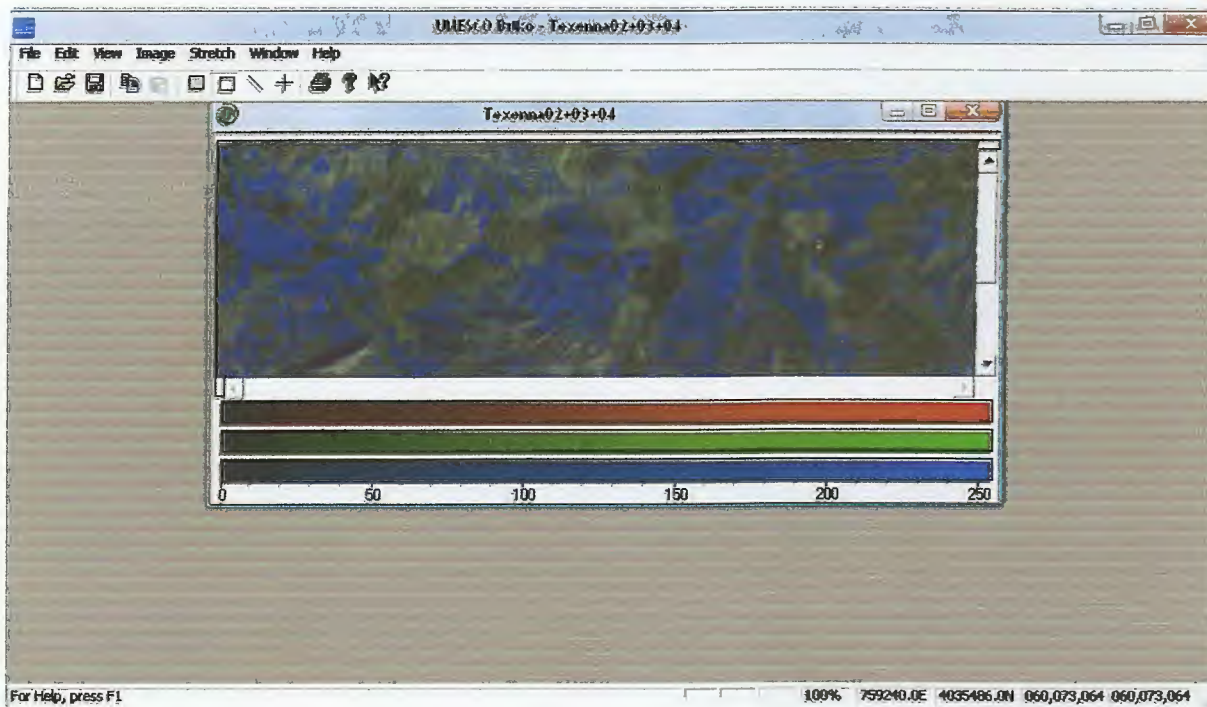 UNESCO Bilko - Texenna02+03+04
File Edit View Image Stretch Window Help
Texenna02+03+04
0 50 100 150 200 250
For Help, press F1 100% 759240.0E 4035486.0N 060,073,064 060,073,064